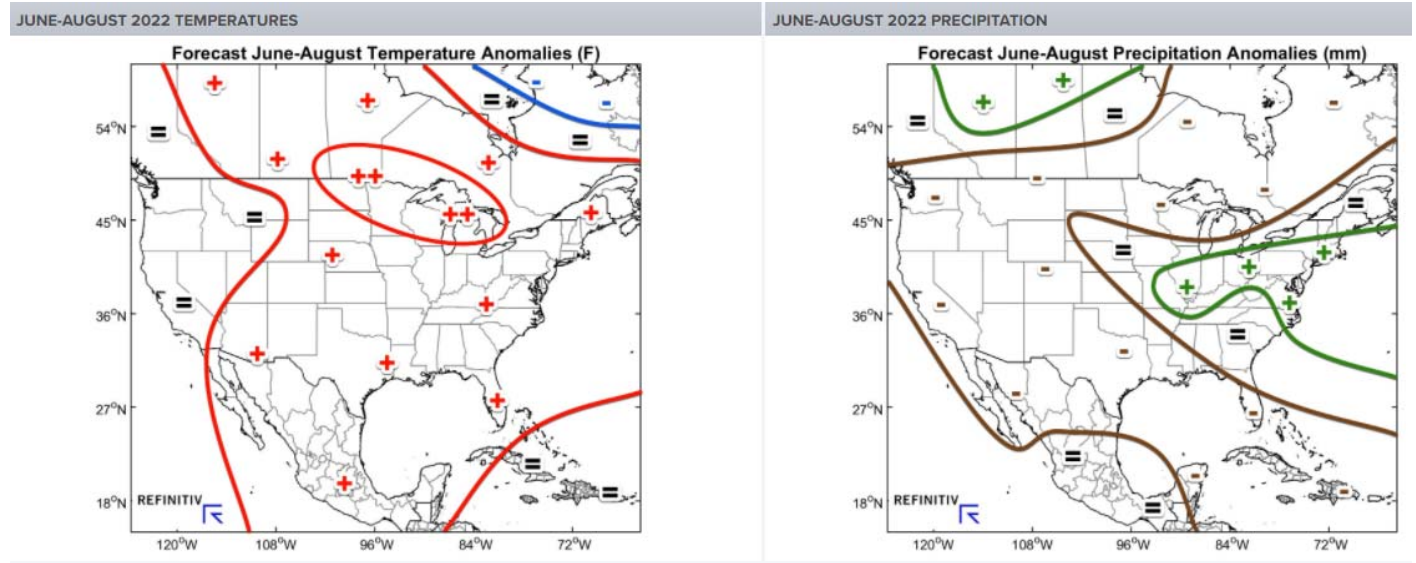 JUNE-AUGUST 2022 TEMPERATURES
Forecast June-August Temperature Anomalies (F)
54°N
45°N
36°N
27°N
18°N
REFINITIV
120°W 108°W 96°W 84°W 72°W
JUNE-AUGUST 2022 PRECIPITATION
Forecast June-August Precipitation Anomalies (mm)
54°N
45°N
36°N
27°N
18°N
REFINITIV
120°W 108°W 96°W 84°W 72°W